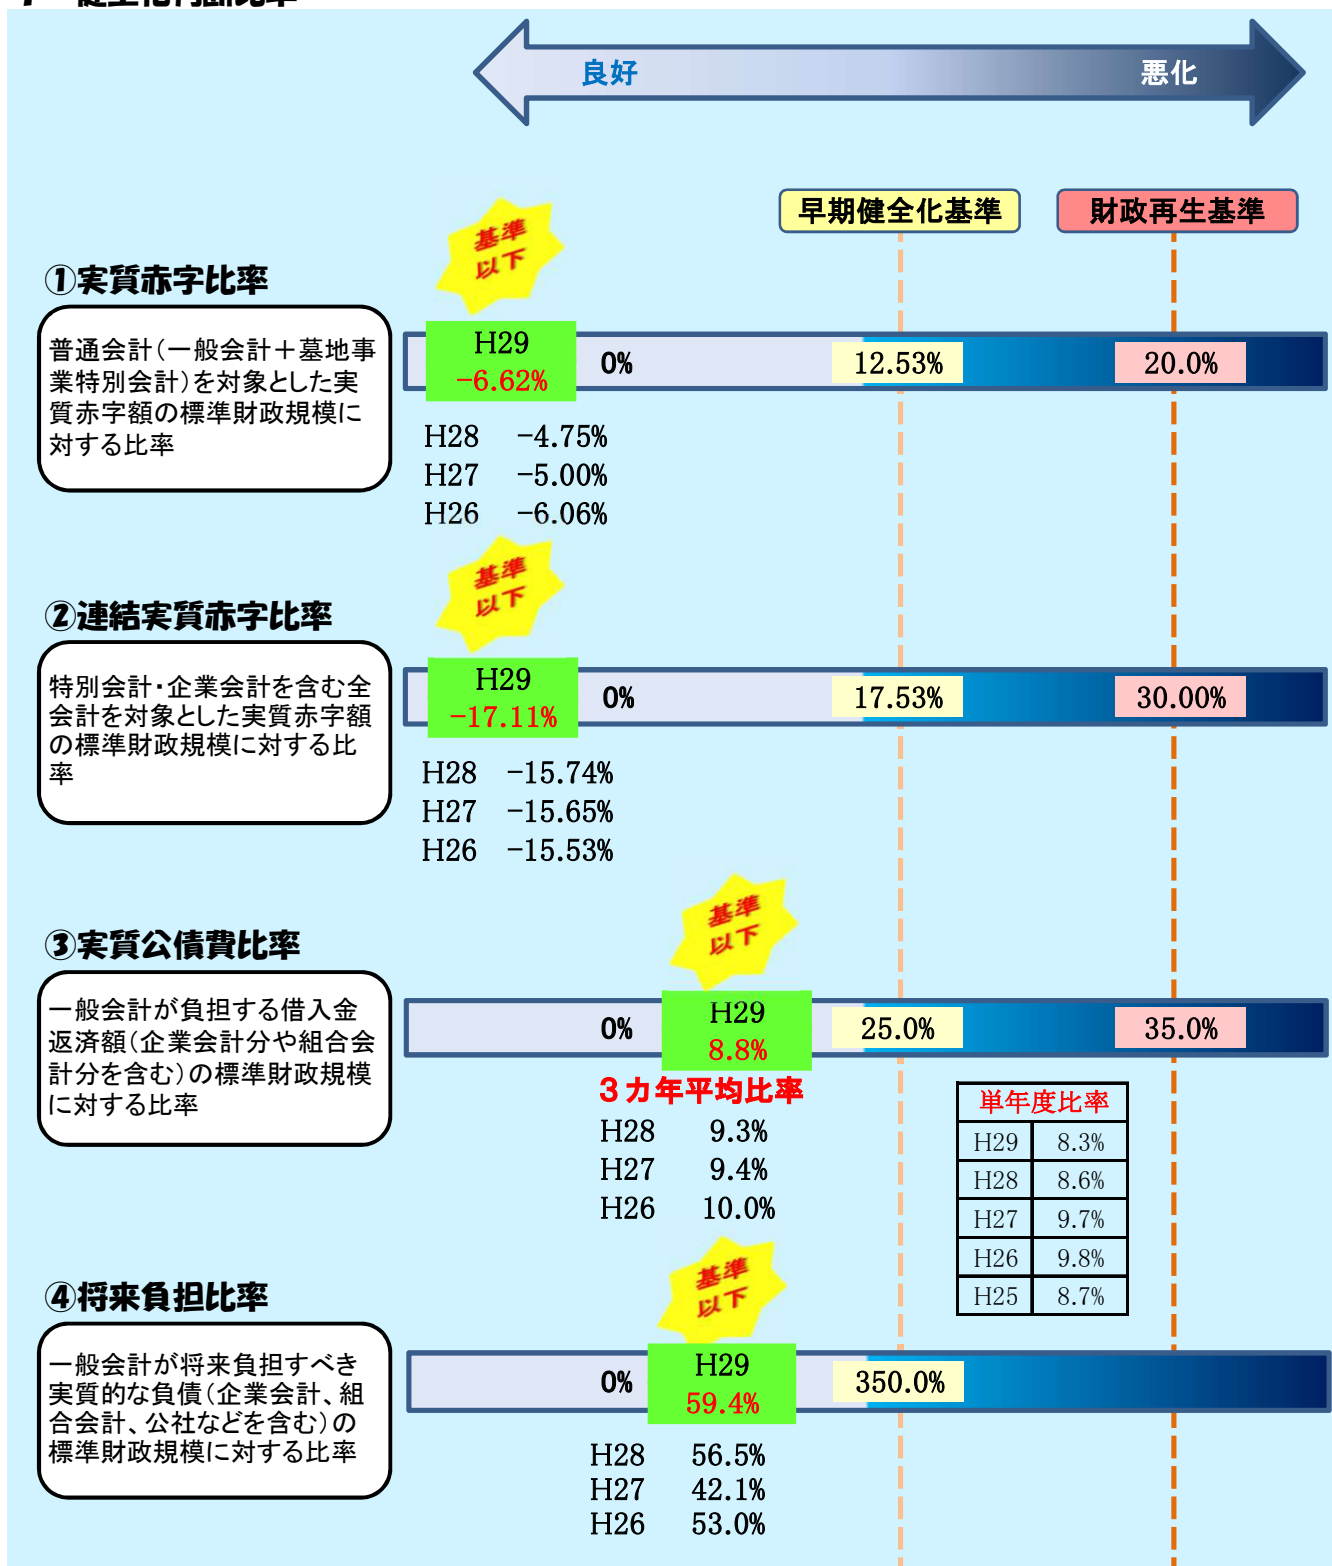 良好
悪化
早期健全化基準
財政再生基準
基準
以下
①実質赤字比率
普通会計(一般会計+墓地事
業特別会計)を対象とした実
質赤字額の標準財政規模に
対する比率
H29
-6.62%
0%
12.53%
20.0%
H28 -4.75%
H27 -5.00%
H26 -6.06%
基準
以下
②連結実質赤字比率
特別会計・企業会計を含む全
会計を対象とした実質赤字額
の標準財政規模に対する比
率
H29
-17.11%
0%
17.53%
30.00%
H28 -15.74%
H27 -15.65%
H26 -15.53%
基準
以下
③実質公債費比率
一般会計が負担する借入金
返済額(企業会計分や組合会
計分を含む)の標準財政規模
に対する比率
0%
H29
8.8%
25.0%
35.0%
3カ年平均比率
H28 9.3%
H27 9.4%
H26 10.0%
単年度比率
H29 8.3%
H28 8.6%
H27 9.7%
H26 9.8%
H25 8.7%
基準
以下
④将来負担比率
一般会計が将来負担すべき
実質的な負債(企業会計、組
合会計、公社などを含む)の
標準財政規模に対する比率
0%
H29
59.4%
350.0%
H28 56.5%
H27 42.1%
H26 53.0%